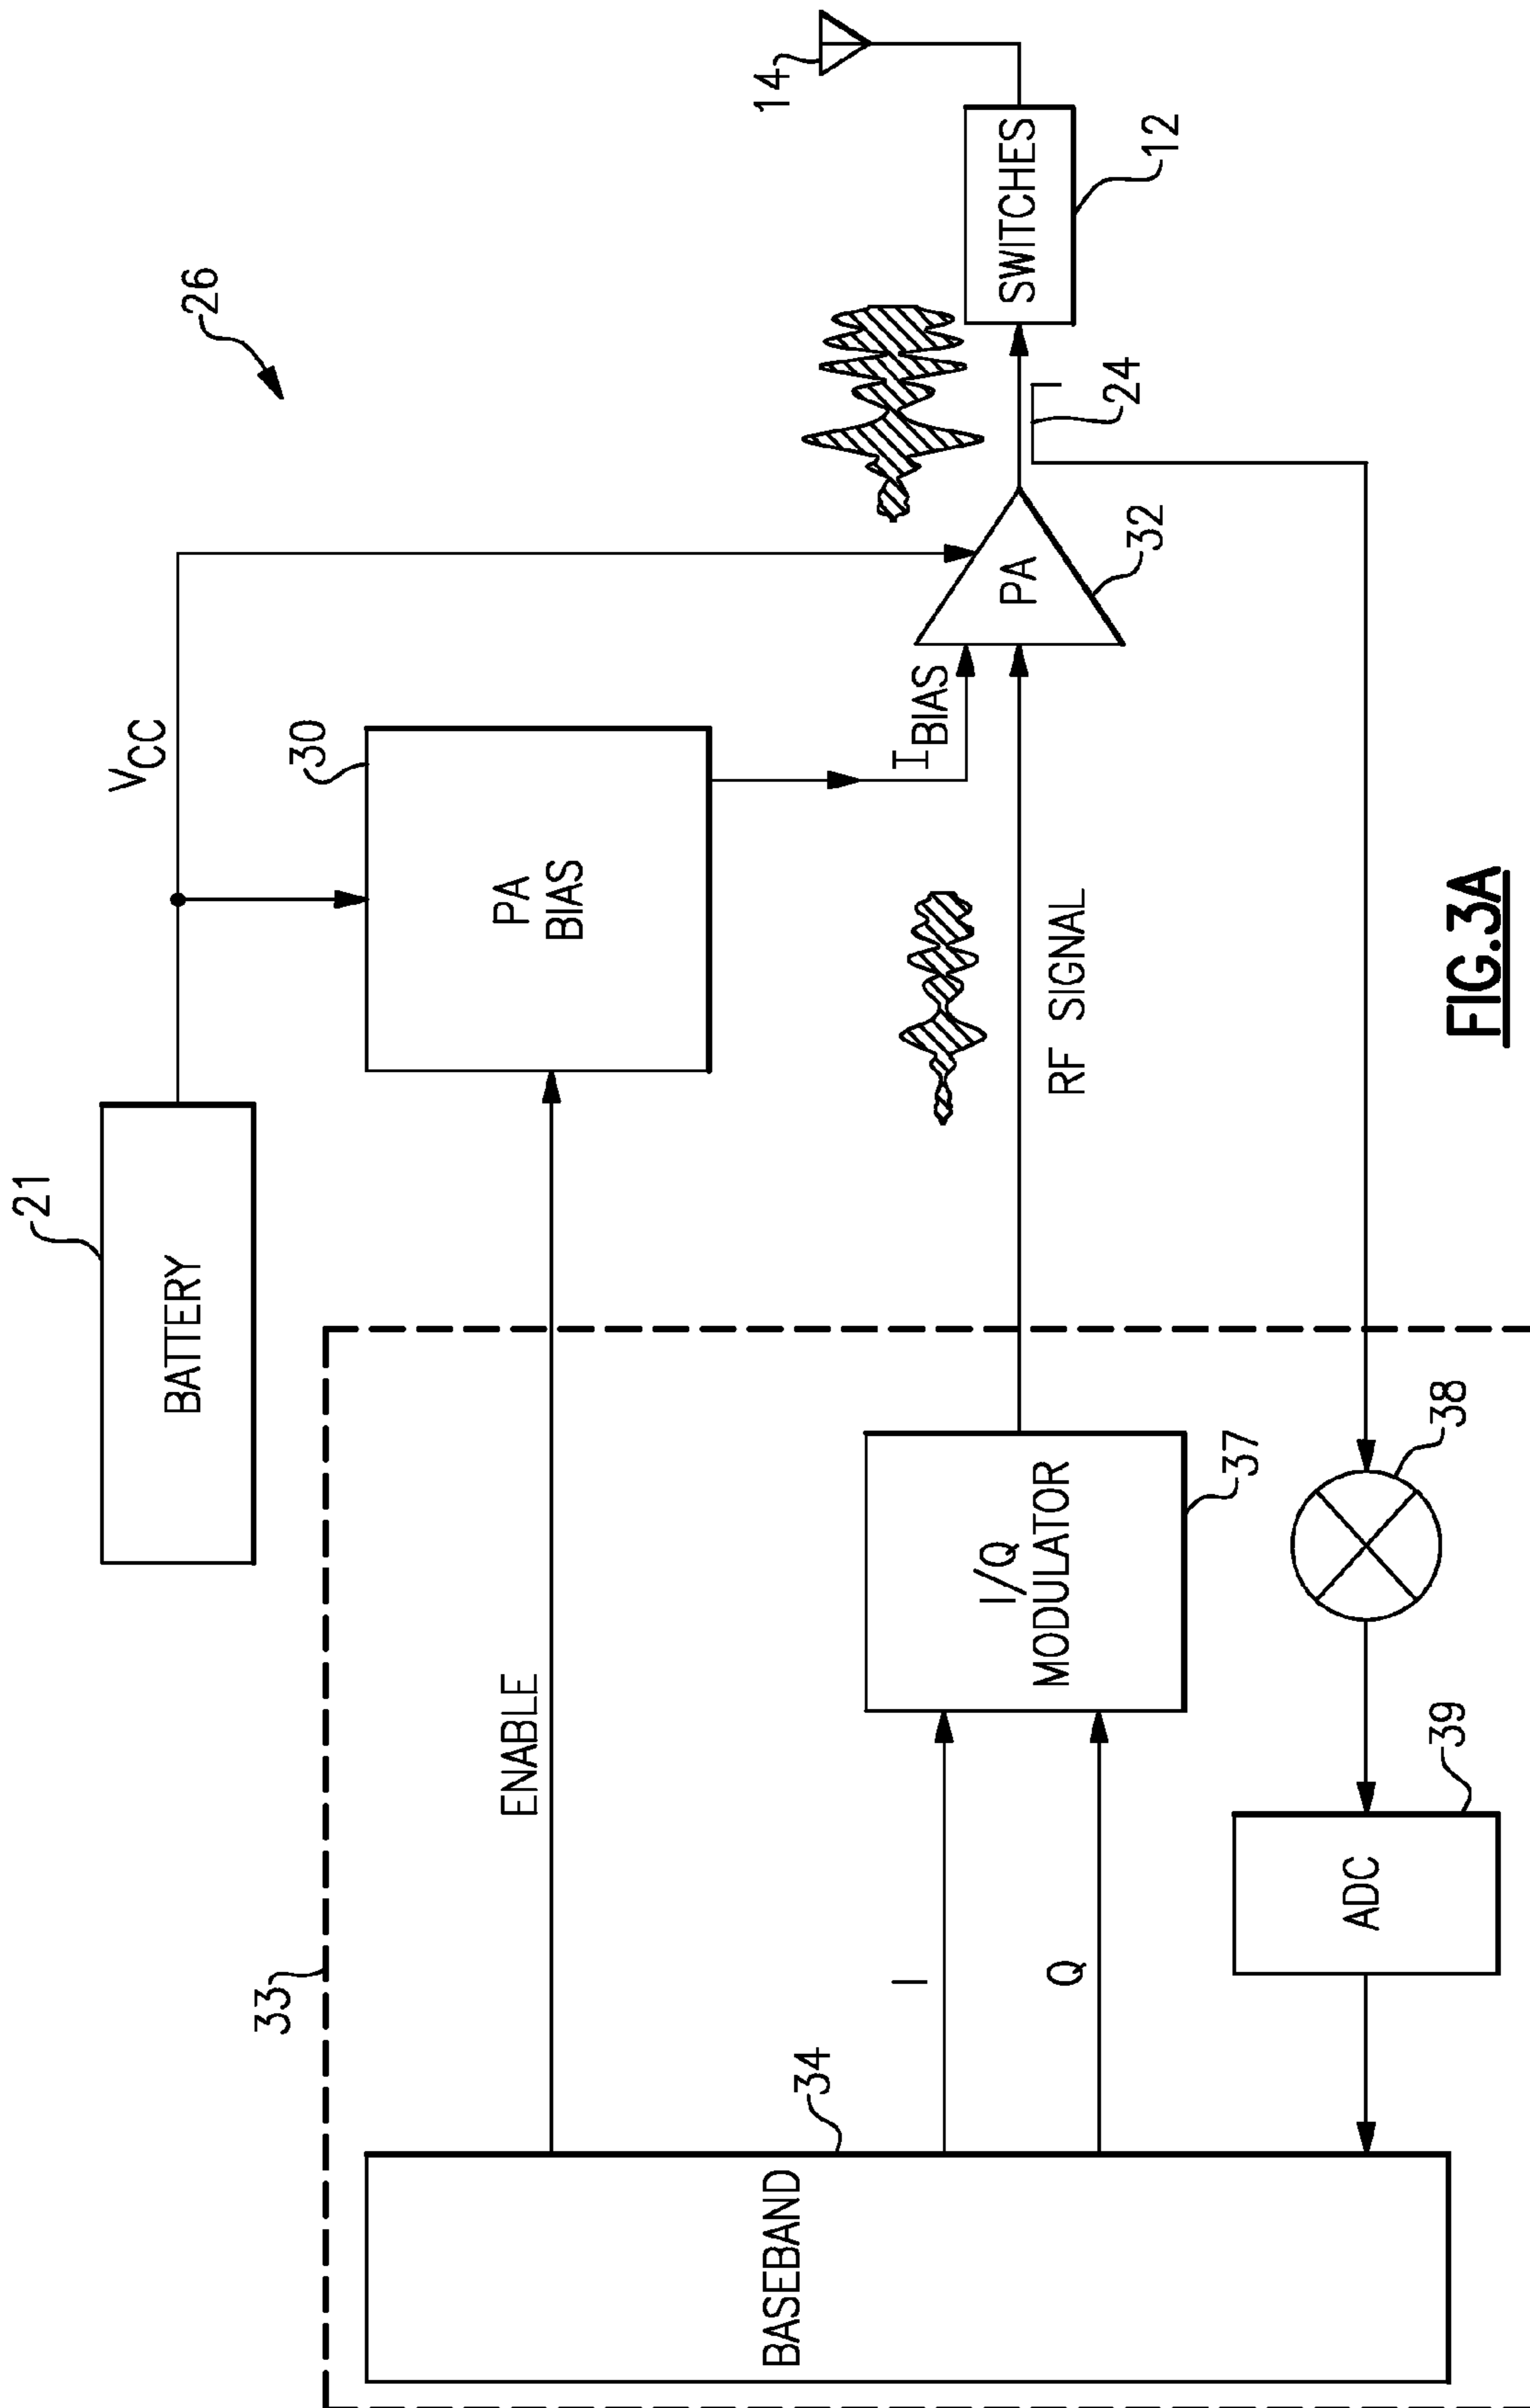 26
21
BATTERY
VCC
14
33
30
PA
BIAS
ENABLE
SWITCHES
12
IBIAS
PA
32
24
34
BASEBAND
I
Q
I/Q
MODULATOR
37
RF SIGNAL
38
39
ADC
FIG.3A